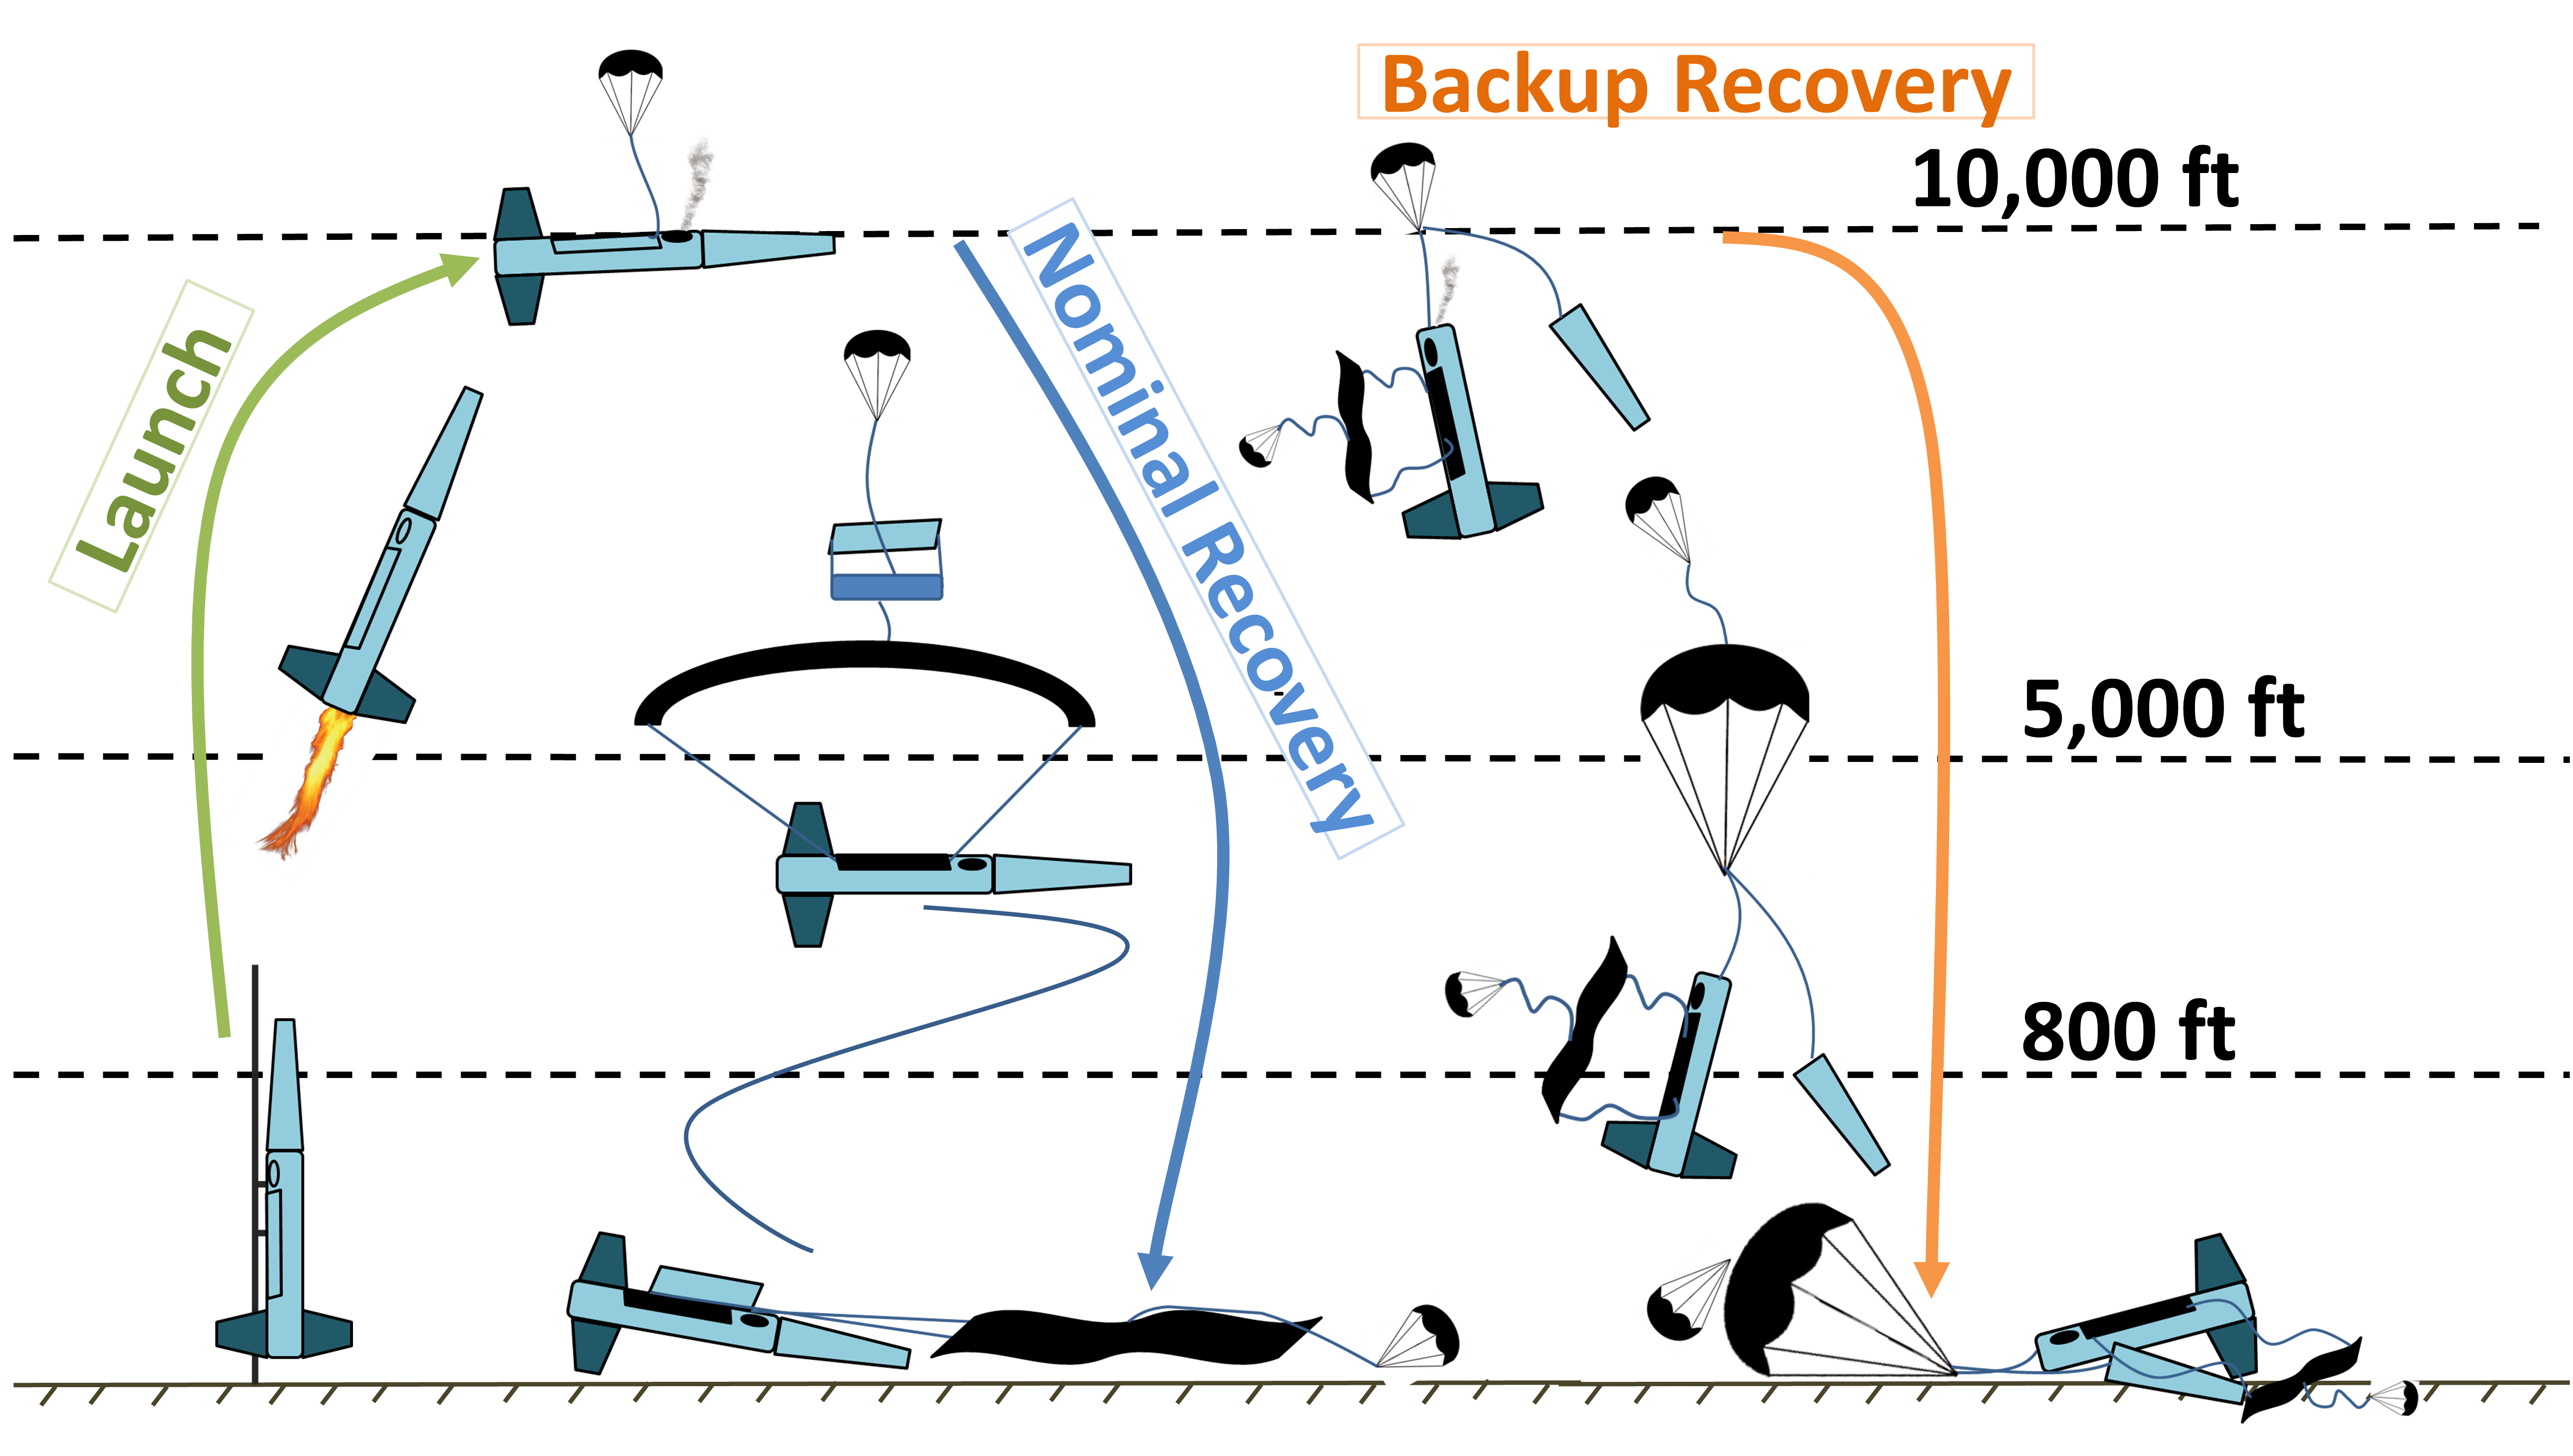 Backup Recovery
10,000 ft
Launch
Nominal Recovery
5,000 ft
800 ft